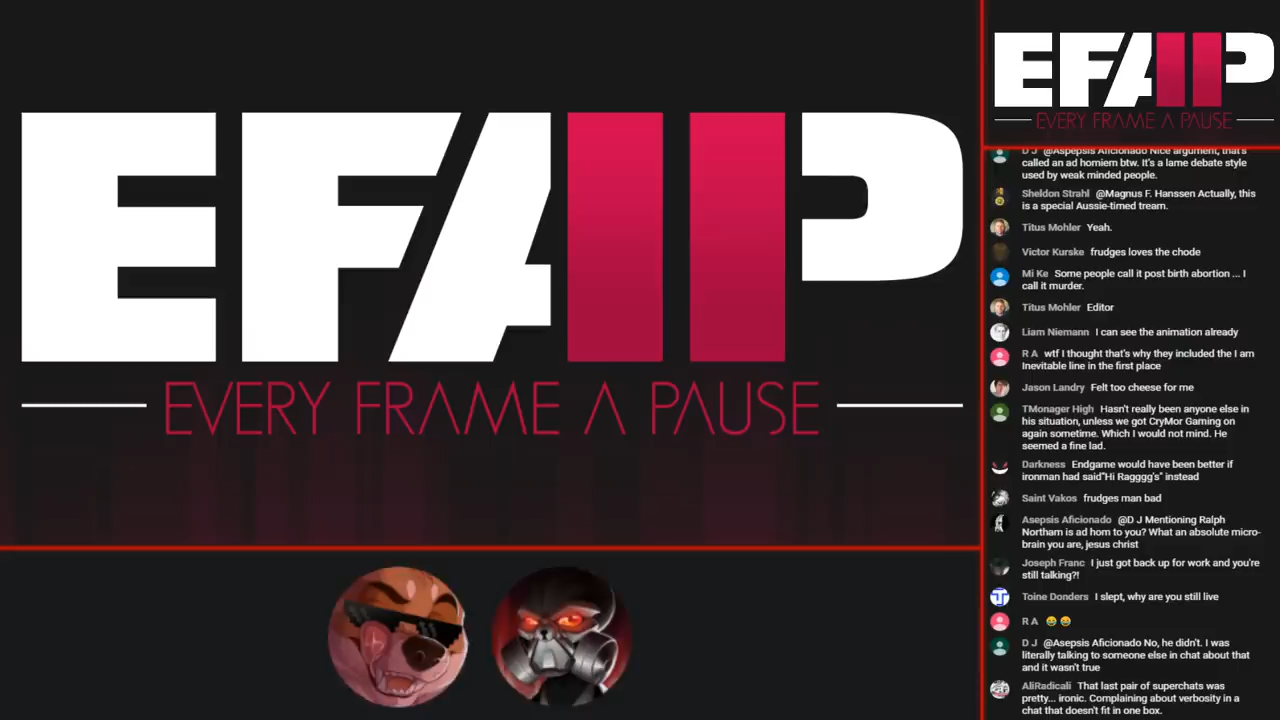 EFAP
EVERY FRAME A PAUSE
EFAP
EVERY FRAME A PAUSE
D J @Asepsis Aficionado Nice argument, that's
called an ad homiem btw. It's a lame debate style
used by weak minded people.
Sheldon Strahl @Magnus F. Hanssen Actually, this
is a special Aussie-timed tream.
Titus Mohler Yeah.
Victor Kurske frudges loves the chode
Mi Ke Some people call it post birth abortion ... I
call it murder.
Titus Mohler Editor
Liam Niemann I can see the animation already
R A wtf I thought that's why they included the I am
Inevitable line in the first place
Jason Landry Felt too cheese for me
TMonager High Hasn't really been anyone else in
his situation, unless we got CryMor Gaming on
again sometime. Which I would not mind. He
seemed a fine lad.
Darkness Endgame would have been better if
ironman had said"Hi Ragggg's" instead
Saint Vakos frudges man bad
Asepsis Aficionado @D J Mentioning Ralph
Northam is ad hom to you? What an absolute micro-
brain you are, jesus christ
Joseph Franc I just got back up for work and you're
still talking?!
Toine Donders I slept, why are you still live
R A 😂 😂
D J @Asepsis Aficionado No, he didn't. I was
literally talking to someone else in chat about that
and it wasn't true
AliRadicali That last pair of superchats was
pretty... ironic. Complaining about verbosity in a
chat that doesn't fit in one box.